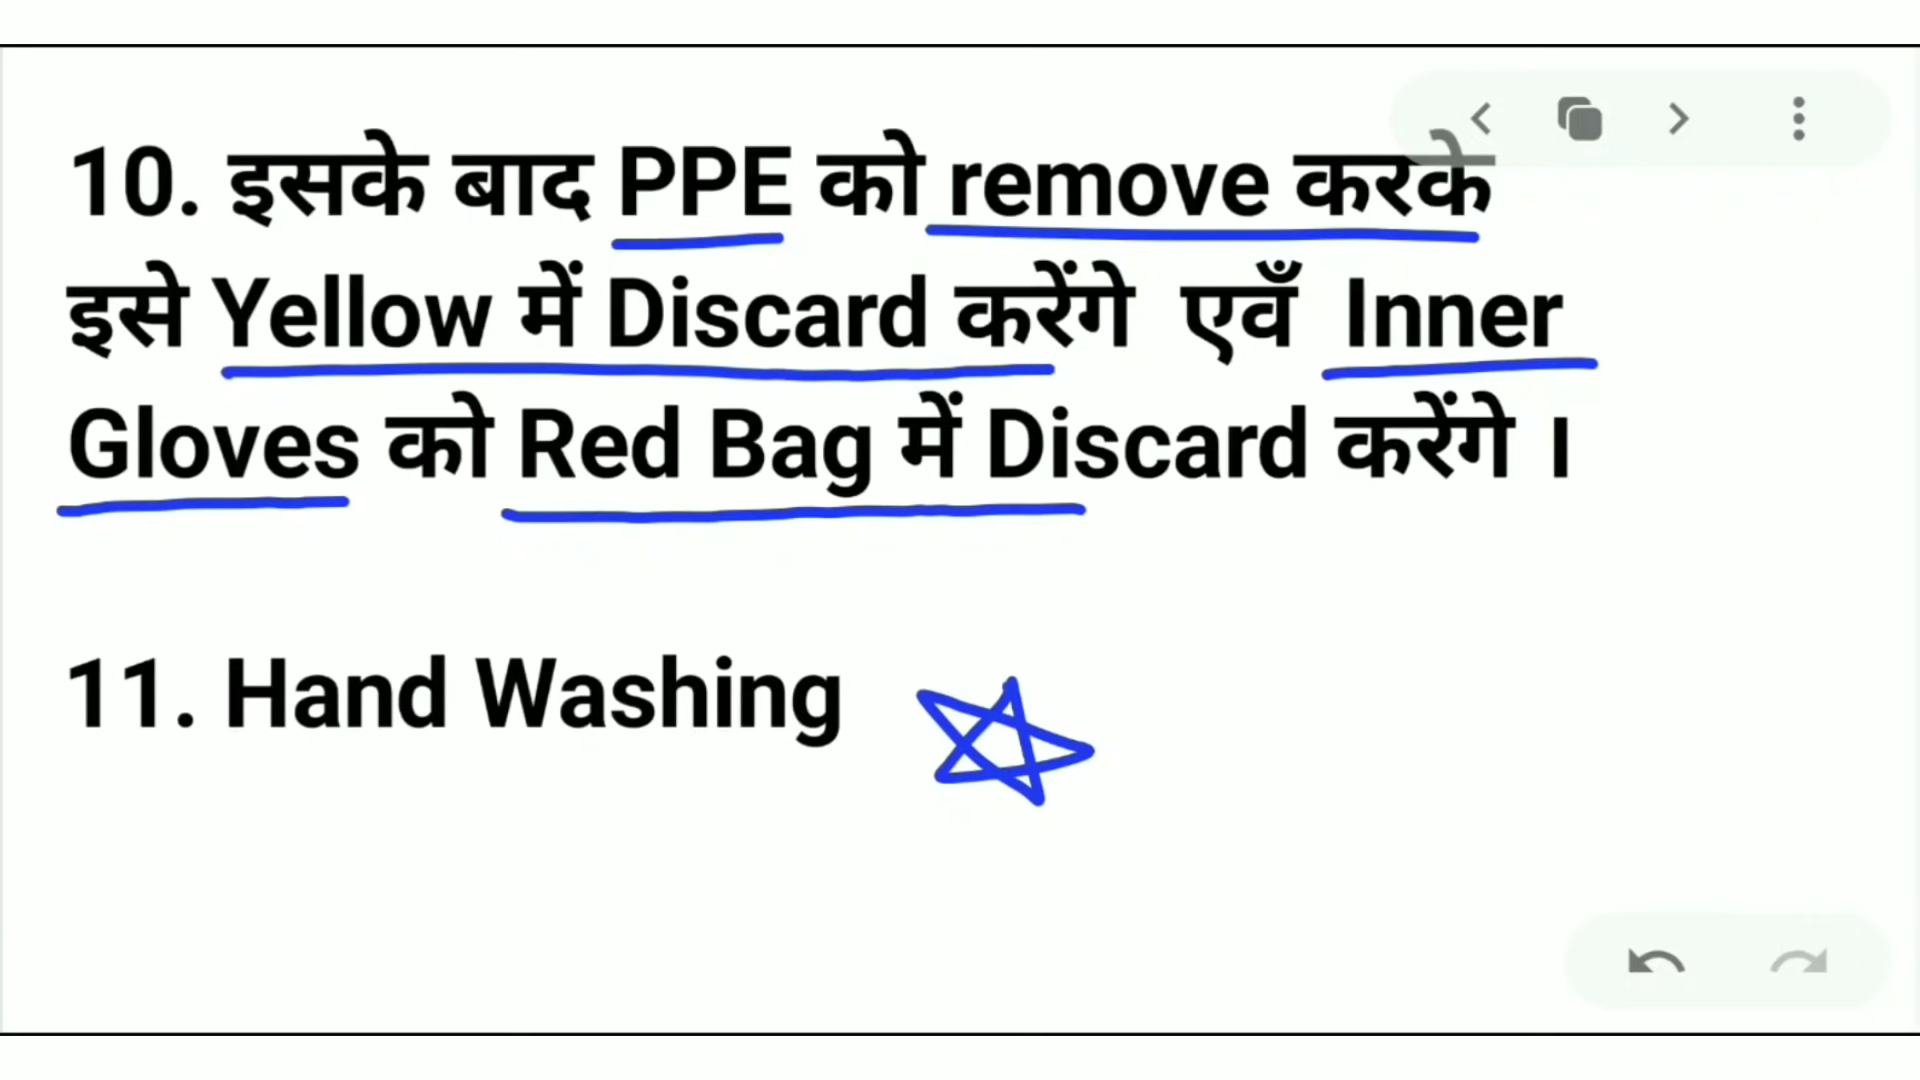 10. इसके बाद PPE को remove करके
इसे Yellow में Discard करेंगे एवँ Inner
Gloves को Red Bag में Discard करेंगे ।
11. Hand Washing